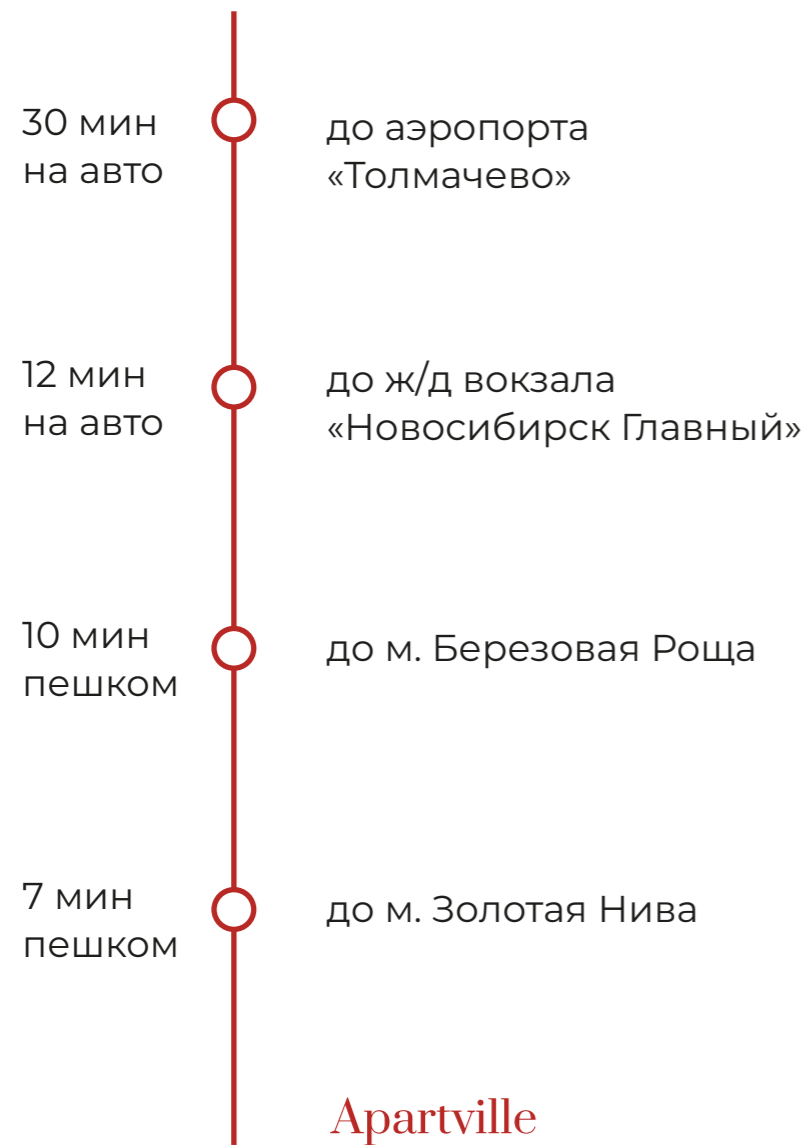 30 мин
на авто
до аэропорта
«Толмачево»
12 мин
на авто
до ж/д вокзала
«Новосибирск Главный»
10 мин
пешком
до м. Березовая Роща
7 мин
пешком
до м. Золотая Нива
Apartville